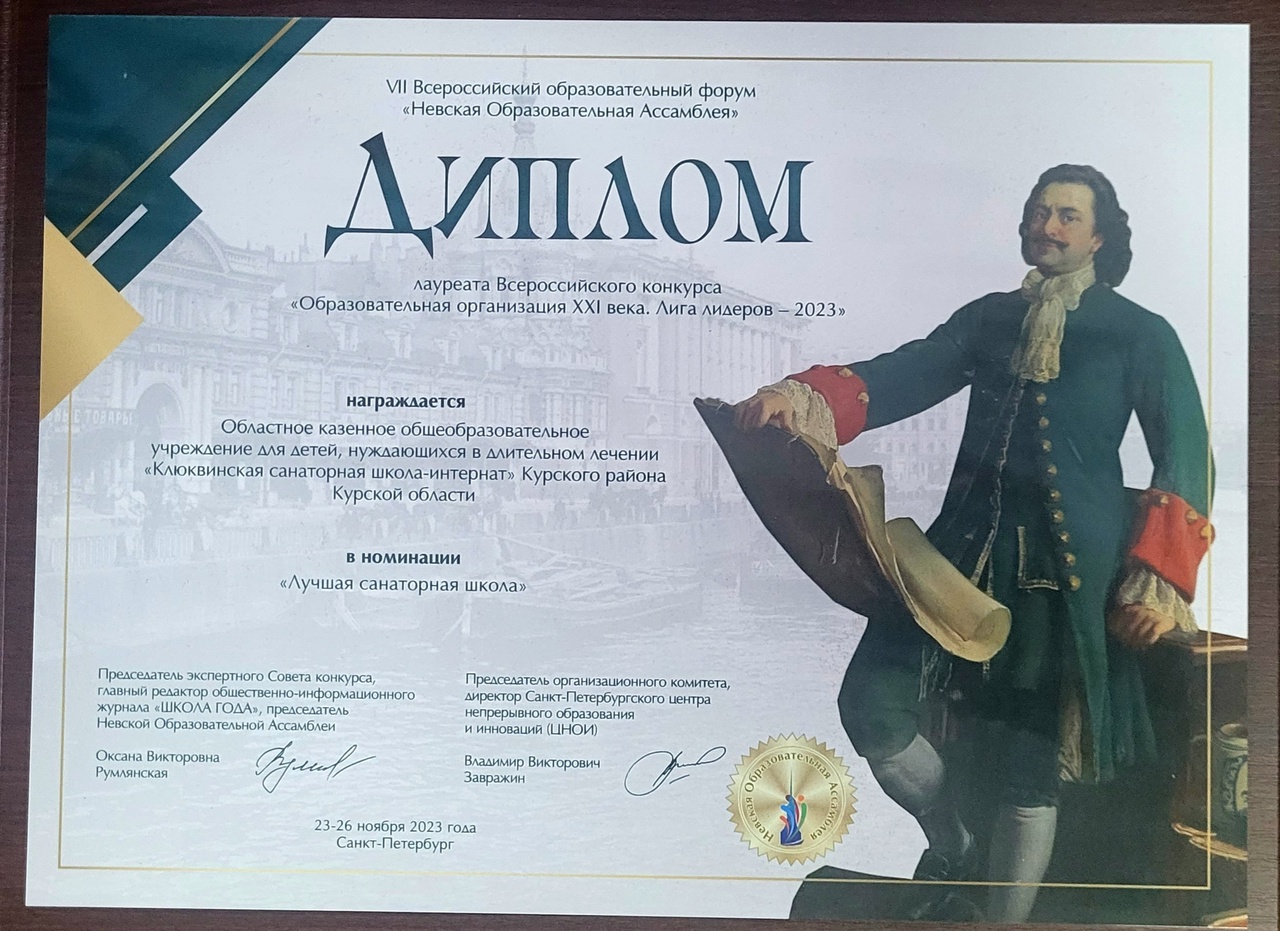 VII Всероссийский образовательный форум
«Невская Образовательная Ассамблея»
ДИПЛОМ
лауреата Всероссийского конкурса
«Образовательная организация XXI века. Лига лидеров – 2023»
награждается
Областное казенное общеобразовательное
учреждение для детей, нуждающихся в длительном лечении
«Клюквинская санаторная школа-интернат» Курского района
Курской области
в номинации
«Лучшая санаторная школа»
Председатель экспертного Совета конкурса,
главный редактор общественно-информационного
журнала «ШКОЛА ГОДА», председатель
Невской Образовательной Ассамблеи
Оксана Викторовна
Румлянская
Председатель организационного комитета,
директор Санкт-Петербургского центра
непрерывного образования
и инноваций (ЦНОИ)
Владимир Викторович
Завражин
Невская Образовательная Ассамблея
23-26 ноября 2023 года
Санкт-Петербург